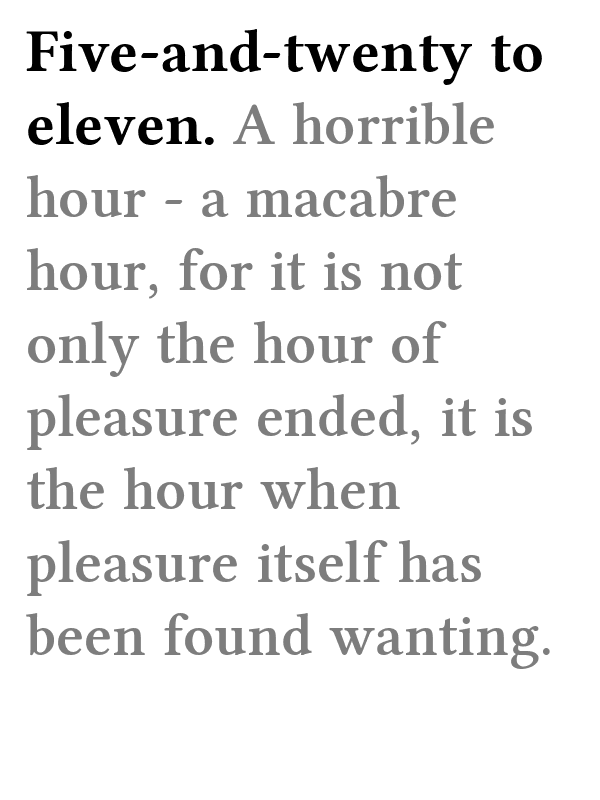 Five-and-twenty to
eleven. A horrible
hour - a macabre
hour, for it is not
only the hour of
pleasure ended, it is
the hour when
pleasure itself has
been found wanting.